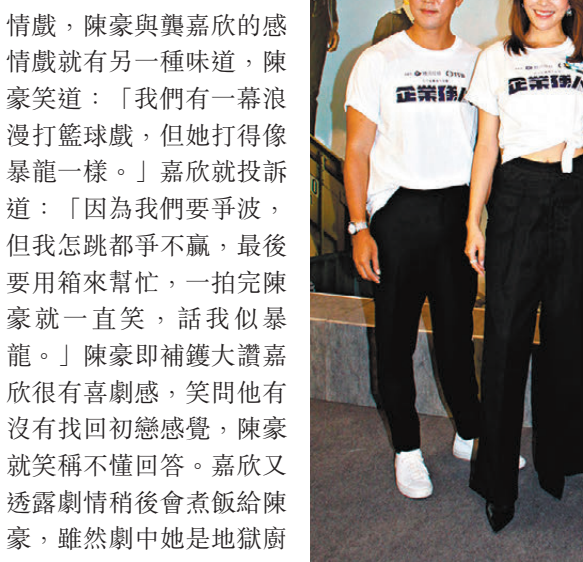 情戲，陳豪與龔嘉欣的感
情戲就有另一種味道，陳
豪笑道：「我們有一幕浪
漫打籃球戲，但她打得像
暴龍一樣。」嘉欣就投訴
道：「因為我們要爭波，
但我怎跳都爭不贏，最後
要用箱來幫忙，一拍完陳
豪就一直笑，話我似暴
龍。」陳豪即補鑊大讚嘉
欣很有喜劇感，笑問他有
沒有找回初戀感覺，陳豪
就笑稱不懂回答。嘉欣又
透露劇情稍後會煮飯給陳
豪，雖然劇中她是地獄廚
企業強人
企業強人